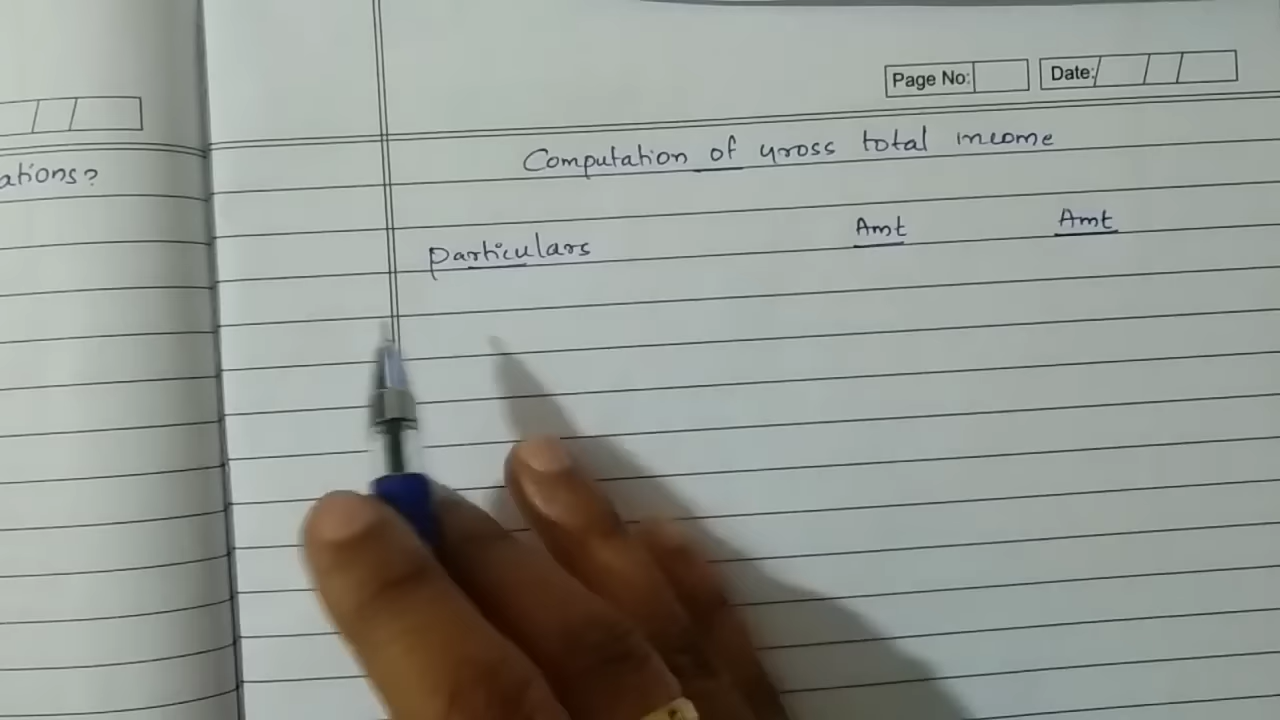 Page No: Date:
ations?
Computation of gross total income
Particulars Amt Amt